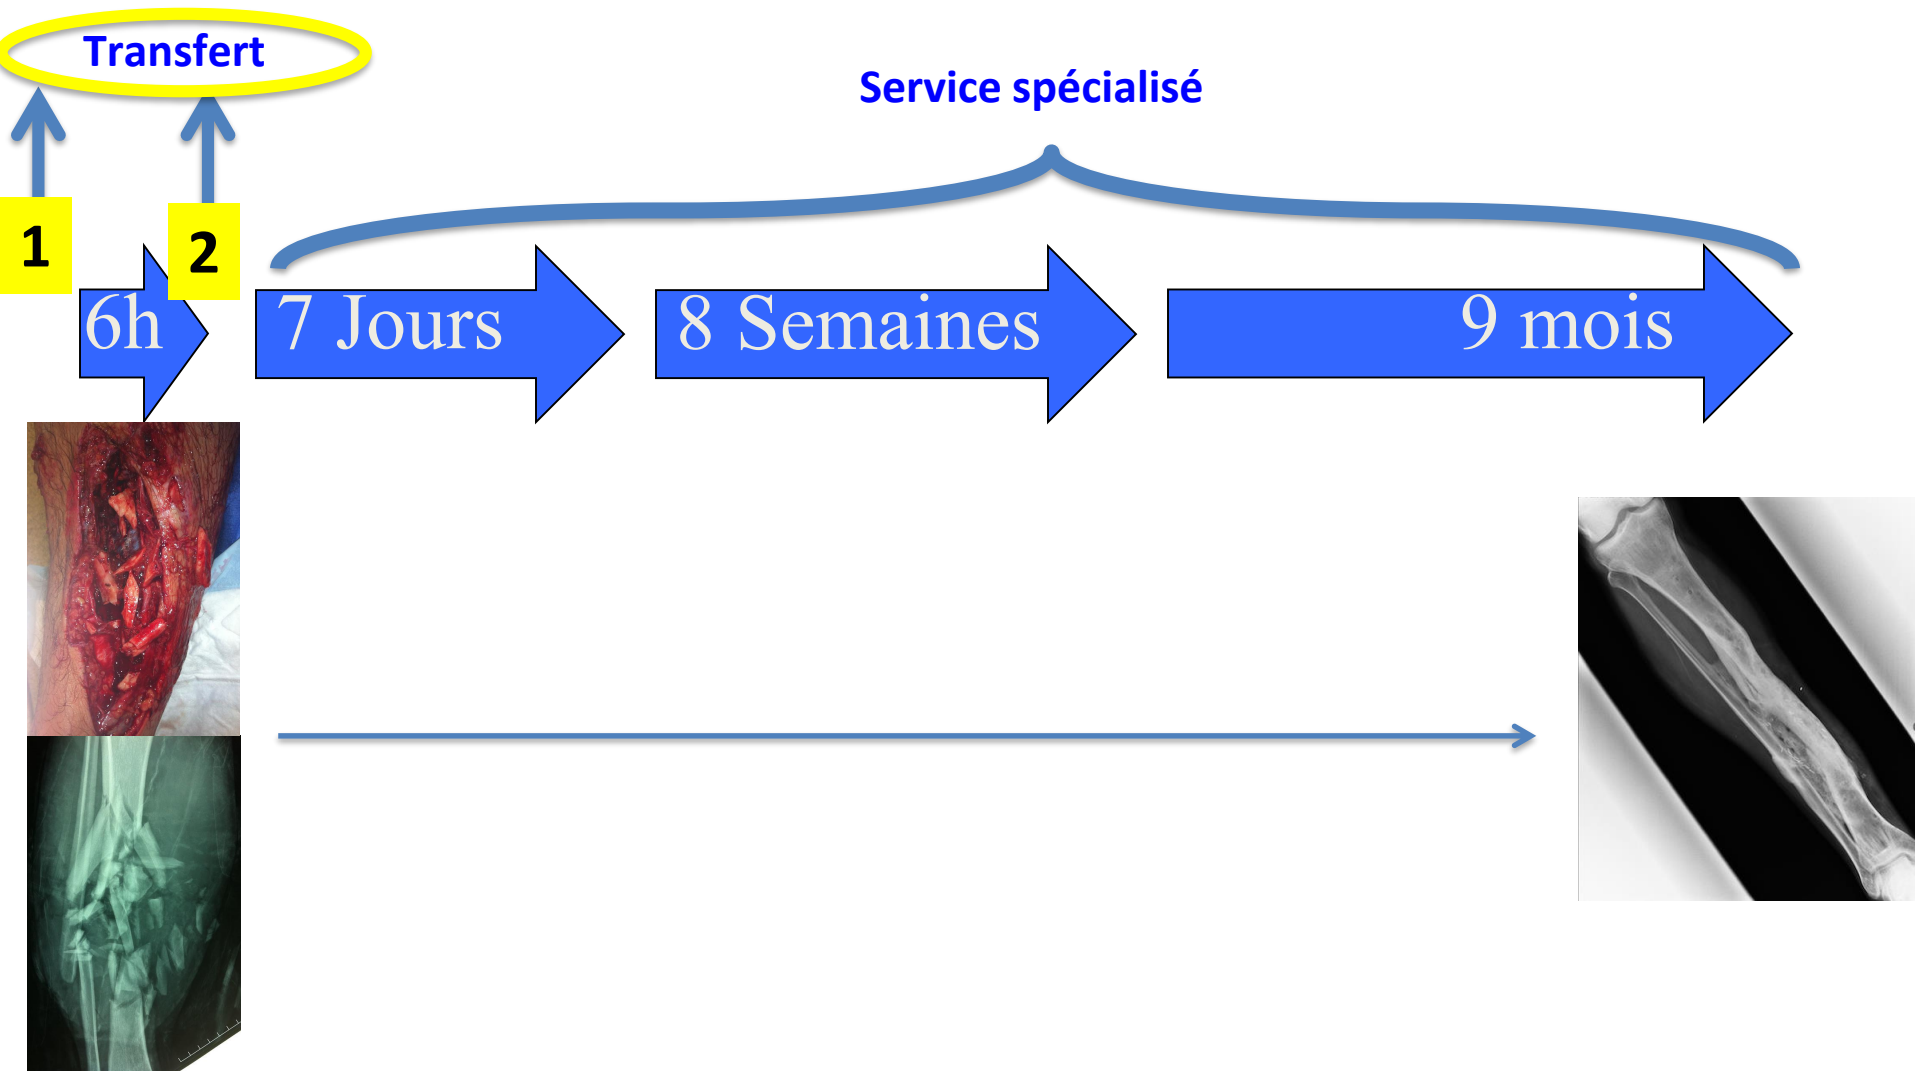 Transfert
Service spécialisé
1
2
6h
7 Jours
8 Semaines
9 mois